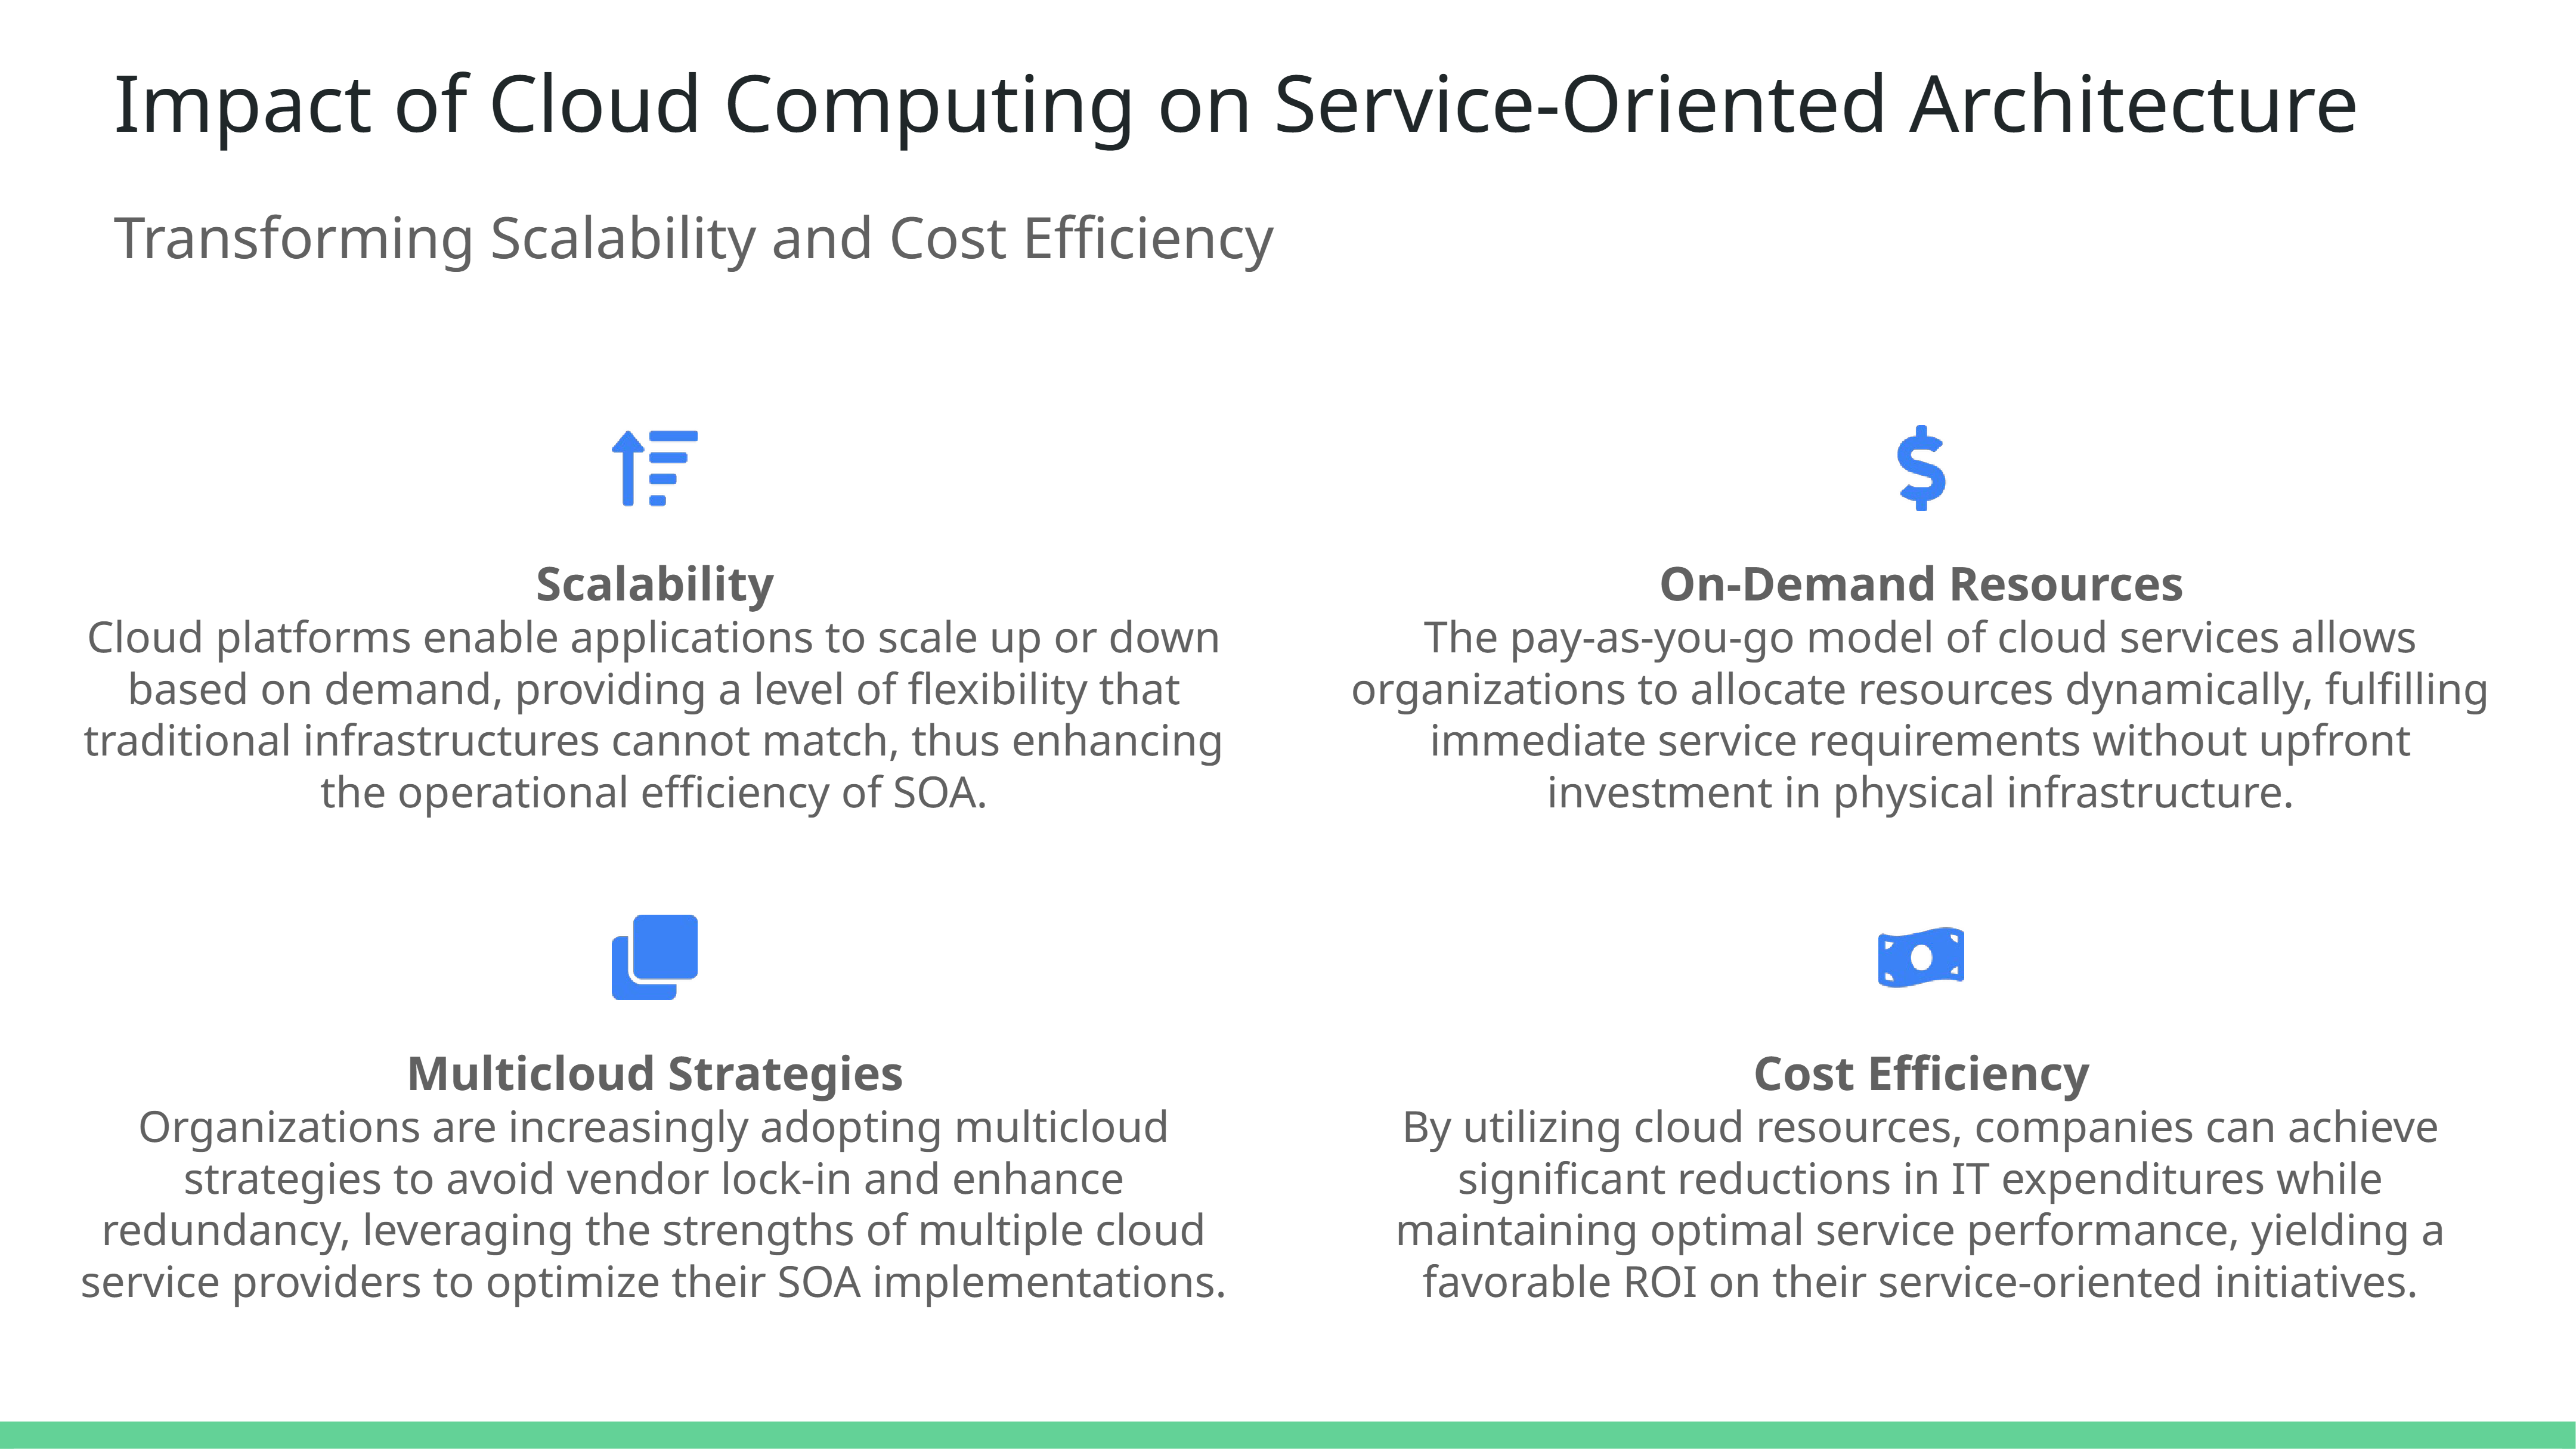 Impact of Cloud Computing on Service-Oriented Architecture
Transforming Scalability and Cost Efficiency
Scalability
Cloud platforms enable applications to scale up or down
based on demand, providing a level of flexibility that
traditional infrastructures cannot match, thus enhancing
the operational efficiency of SOA.
On-Demand Resources
The pay-as-you-go model of cloud services allows
organizations to allocate resources dynamically, fulfilling
immediate service requirements without upfront
investment in physical infrastructure.
Multicloud Strategies
Organizations are increasingly adopting multicloud
strategies to avoid vendor lock-in and enhance
redundancy, leveraging the strengths of multiple cloud
service providers to optimize their SOA implementations.
Cost Efficiency
By utilizing cloud resources, companies can achieve
significant reductions in IT expenditures while
maintaining optimal service performance, yielding a
favorable ROI on their service-oriented initiatives.